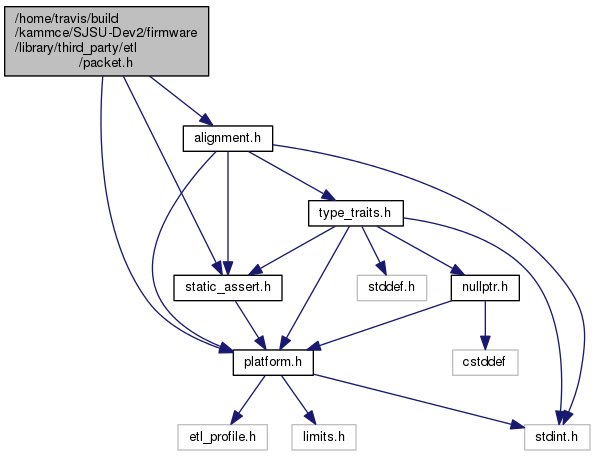 /home/travis/build
/kammce/SJSU-Dev2/firmware
/library/third_party/etl
/packet.h
alignment.h
type_traits.h
static_assert.h
stddef.h
nullptr.h
platform.h
cstddef
etl_profile.h
limits.h
stdint.h